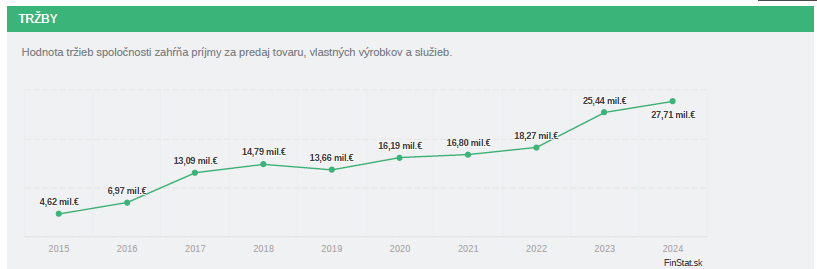 TRŽBY
Hodnota tržieb spoločnosti zahŕňa príjmy za predaj tovaru, vlastných výrobkov a služieb.
4,62 mil.€
6,97 mil.€
13,09 mil.€
14,79 mil.€
13,66 mil.€
16,19 mil.€
16,80 mil.€
18,27 mil.€
25,44 mil.€
27,71 mil.€
2015 2016 2017 2018 2019 2020 2021 2022 2023 2024
FinStat.sk